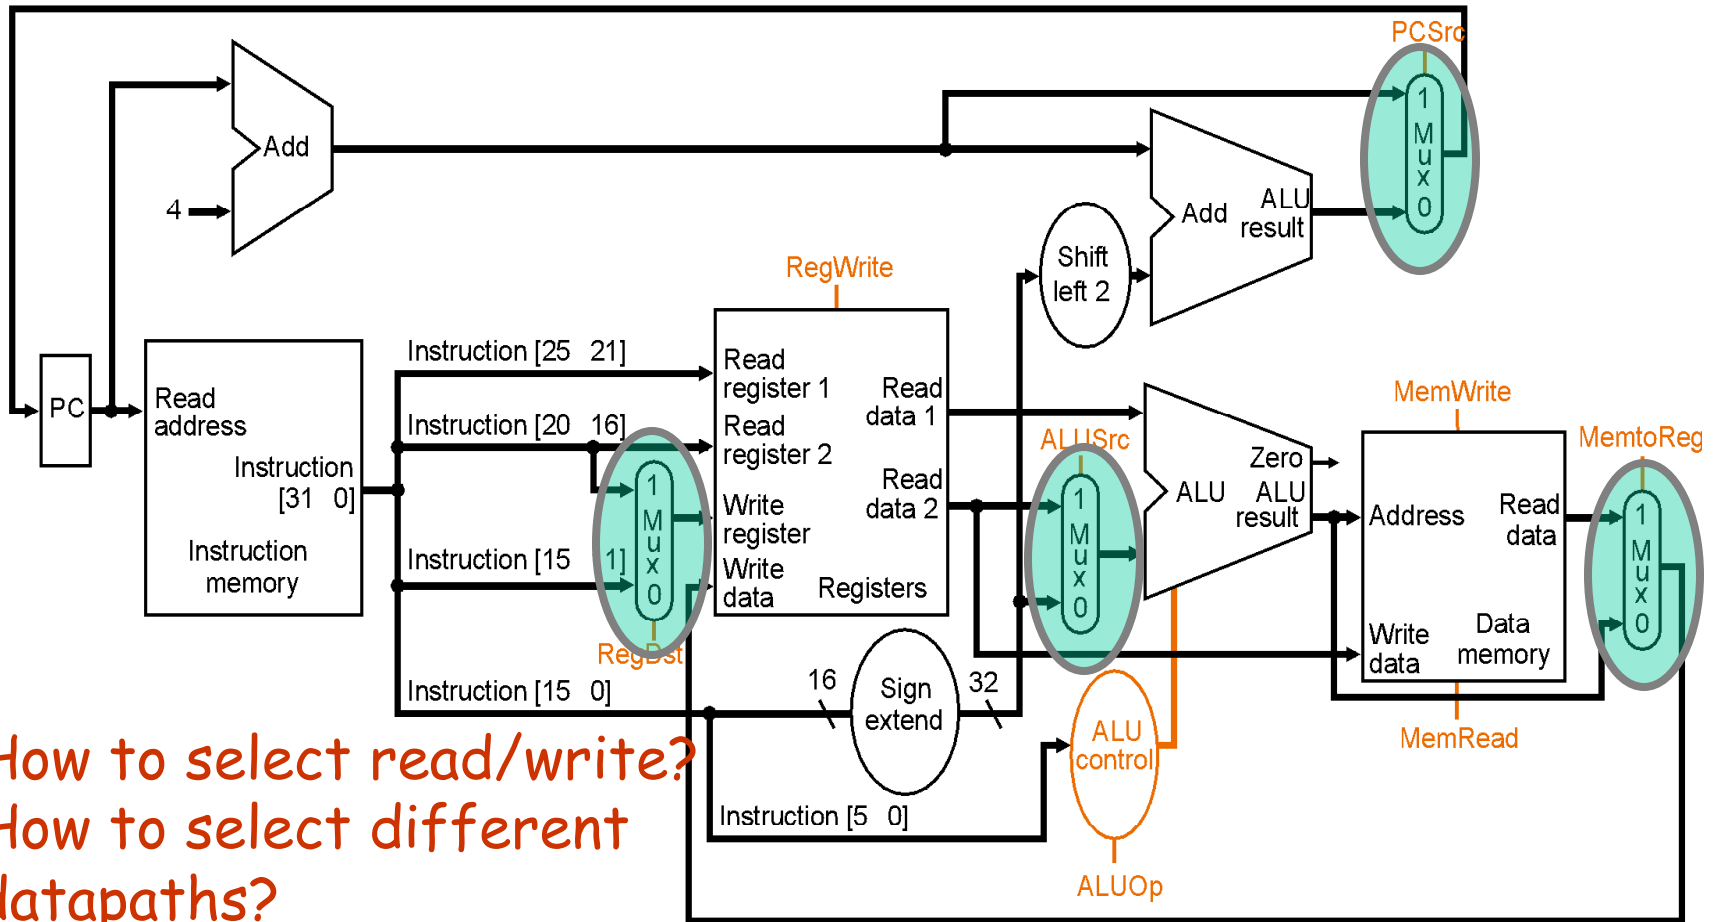 PCSrc
1
M
u
x
0
Add
4
Add
ALU
result
Shift
left 2
RegWrite
PC
Read
address
Instruction
[31 0]
Instruction
memory
Instruction [25 21]
Instruction [20 16]
Instruction [15 1]
Instruction [15 0]
1
M
u
x
0
RegDst
Read
register 1
Read
register 2
Write
register
Write
data
Read
data 1
Read
data 2
Registers
ALUSrc
1
M
u
x
0
Zero
ALU
ALU
result
MemWrite
Address
Read
data
Write
data
Data
memory
MemRead
MemtoReg
1
M
u
x
0
16
Sign
extend
32
ALU
control
Instruction [5 0]
ALUOp
How to select read/write?
How to select different
datapaths?